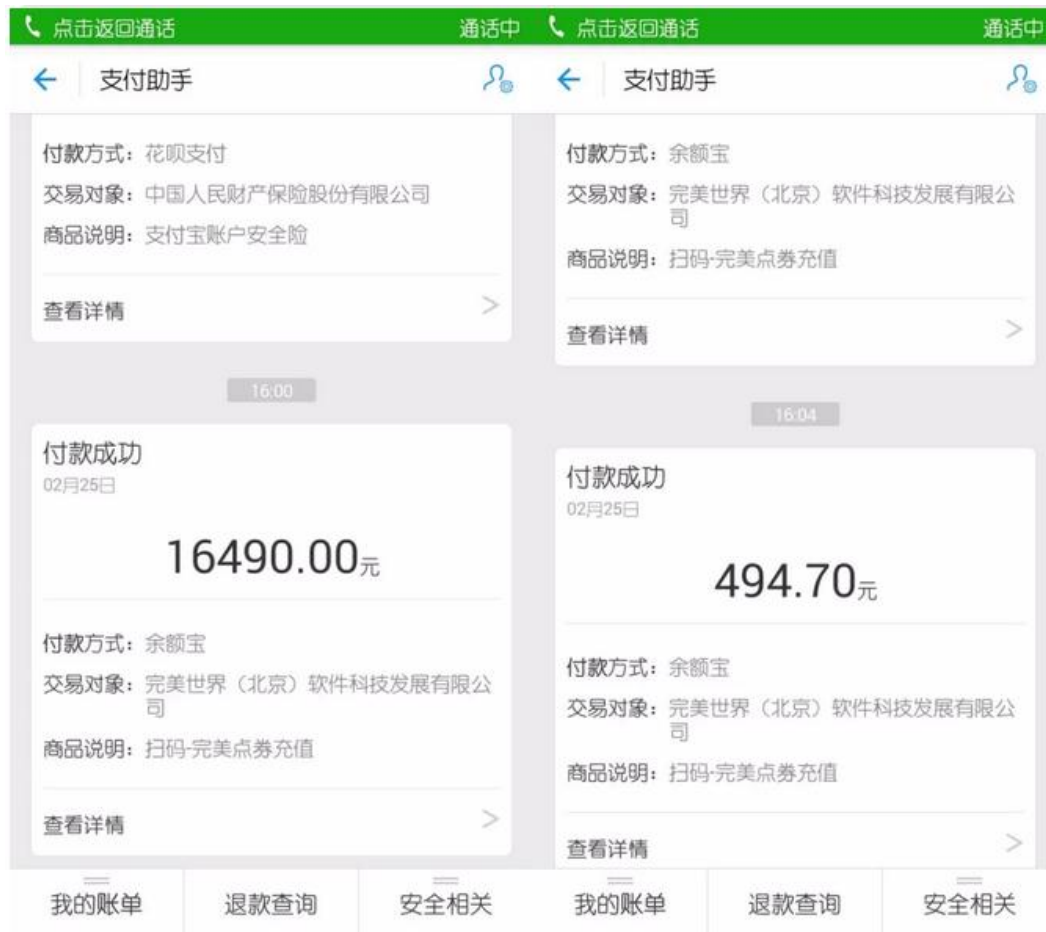 点击返回通话 通话中
支付助手
付款方式：花呗支付
交易对象：中国人民财产保险股份有限公司
商品说明：支付宝账户安全险
查看详情
16:00
付款成功
02月25日
16490.00元
付款方式：余额宝
交易对象：完美世界（北京）软件科技发展有限公
司
商品说明：扫码-完美点券充值
查看详情
我的账单 退款查询 安全相关
点击返回通话 通话中
支付助手
付款方式：余额宝
交易对象：完美世界（北京）软件科技发展有限公
司
商品说明：扫码-完美点券充值
查看详情
16:04
付款成功
02月25日
494.70元
付款方式：余额宝
交易对象：完美世界（北京）软件科技发展有限公
司
商品说明：扫码-完美点券充值
查看详情
我的账单 退款查询 安全相关